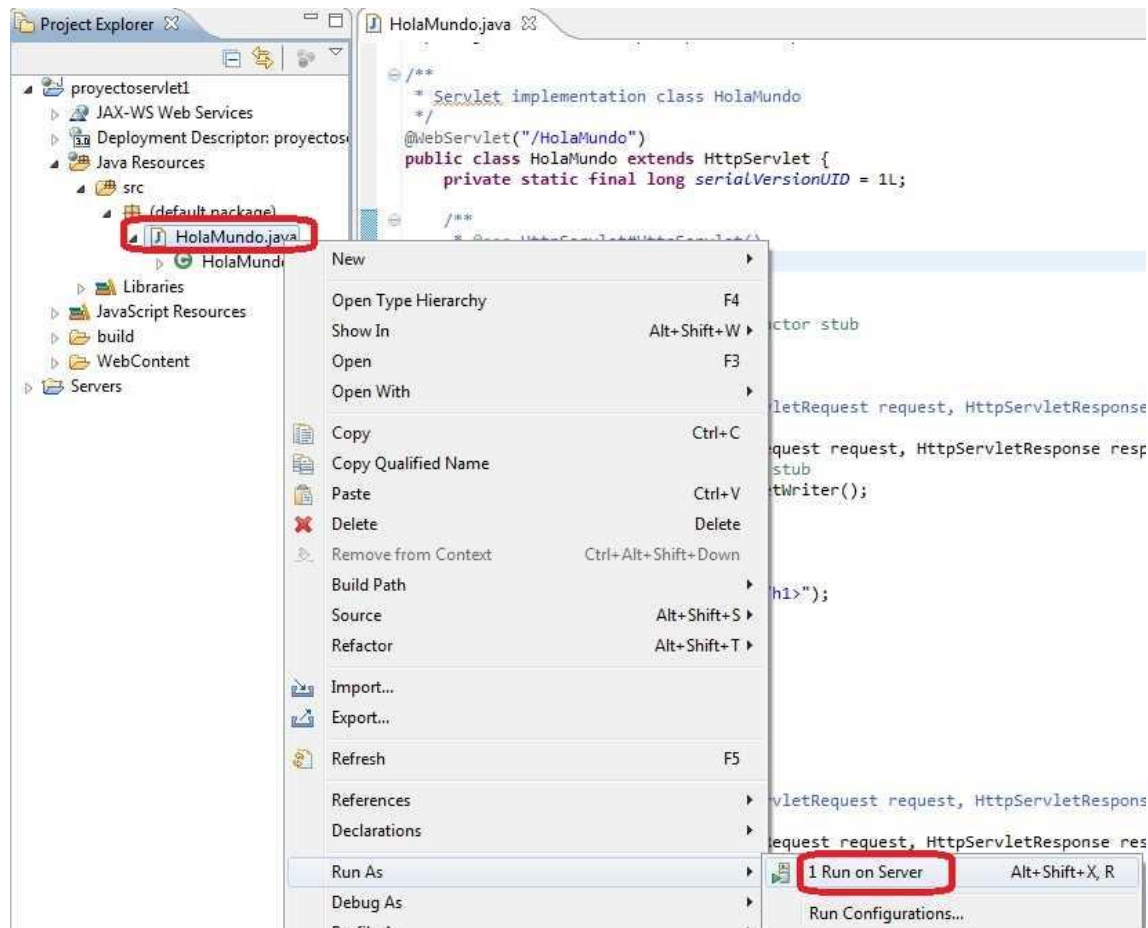 Project Explorer
proyectoservlet1
JAX-WS Web Services
Deployment Descriptor: proyectose
Java Resources
src
(default package)
HolaMundo.java
HolaMund
Libraries
JavaScript Resources
build
WebContent
Servers
HolaMundo.java
/**
* Servlet implementation class HolaMundo
*/
@WebServlet("/HolaMundo")
public class HolaMundo extends HttpServlet {
private static final long serialVersionUID = 1L;
/**
* @see HttpServlet#HttpServlet()
ctor stub
letRequest request, HttpServletResponse
quest request, HttpServletResponse resp
stub
tWriter();
h1>");
vletRequest request, HttpServletRespons
equest request, HttpServletResponse res
New
Open Type Hierarchy F4
Show In Alt+Shift+W
Open F3
Open With
Copy Ctrl+C
Copy Qualified Name
Paste Ctrl+V
Delete Delete
Remove from Context Ctrl+Alt+Shift+Down
Build Path
Source Alt+Shift+S
Refactor Alt+Shift+T
Import...
Export...
Refresh F5
References
Declarations
Run As
Debug As
1 Run on Server Alt+Shift+X, R
Run Configurations...